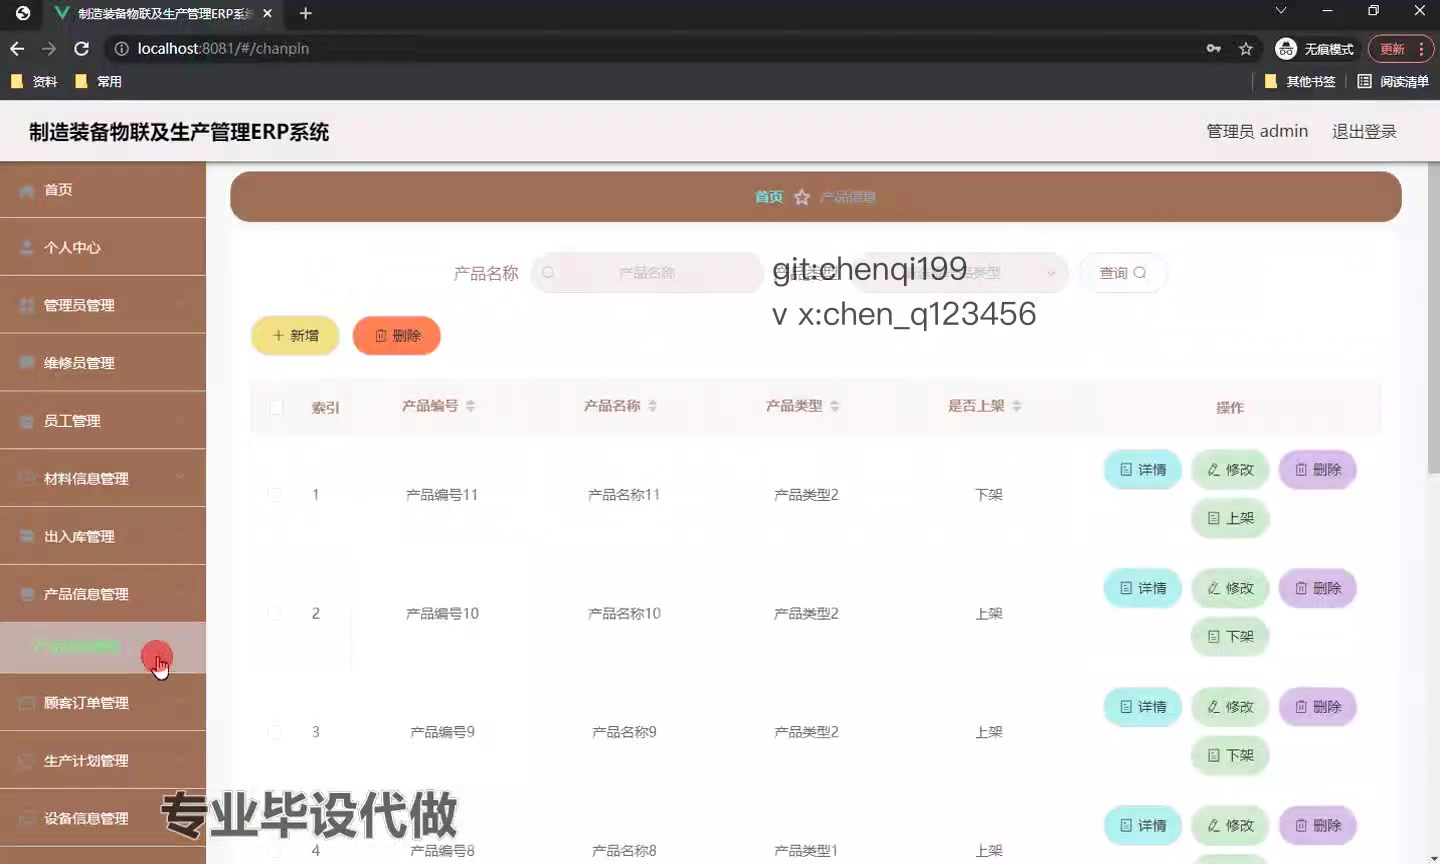 制造装备物联及生产管理ERP系统
localhost:8081/#/chanpin
无痕模式
更新
资料
常用
其他书签
阅读清单
制造装备物联及生产管理ERP系统
管理员 admin
退出登录
首页
个人中心
管理员管理
维修员管理
员工管理
材料信息管理
出入库管理
产品信息管理
顾客订单管理
生产计划管理
设备信息管理
首页
产品信息
产品名称
产品名称
git:chenqi199
v x:chen_q123456
查询
新增
删除
索引 产品编号 产品名称 产品类型 是否上架 操作
1 产品编号11 产品名称11 产品类型2 下架 详情 修改 删除
上架
2 产品编号10 产品名称10 产品类型2 上架 详情 修改 删除
下架
3 产品编号9 产品名称9 产品类型2 上架 详情 修改 删除
下架
4 产品编号8 产品名称8 产品类型1 上架 详情 修改 删除
专业毕设代做